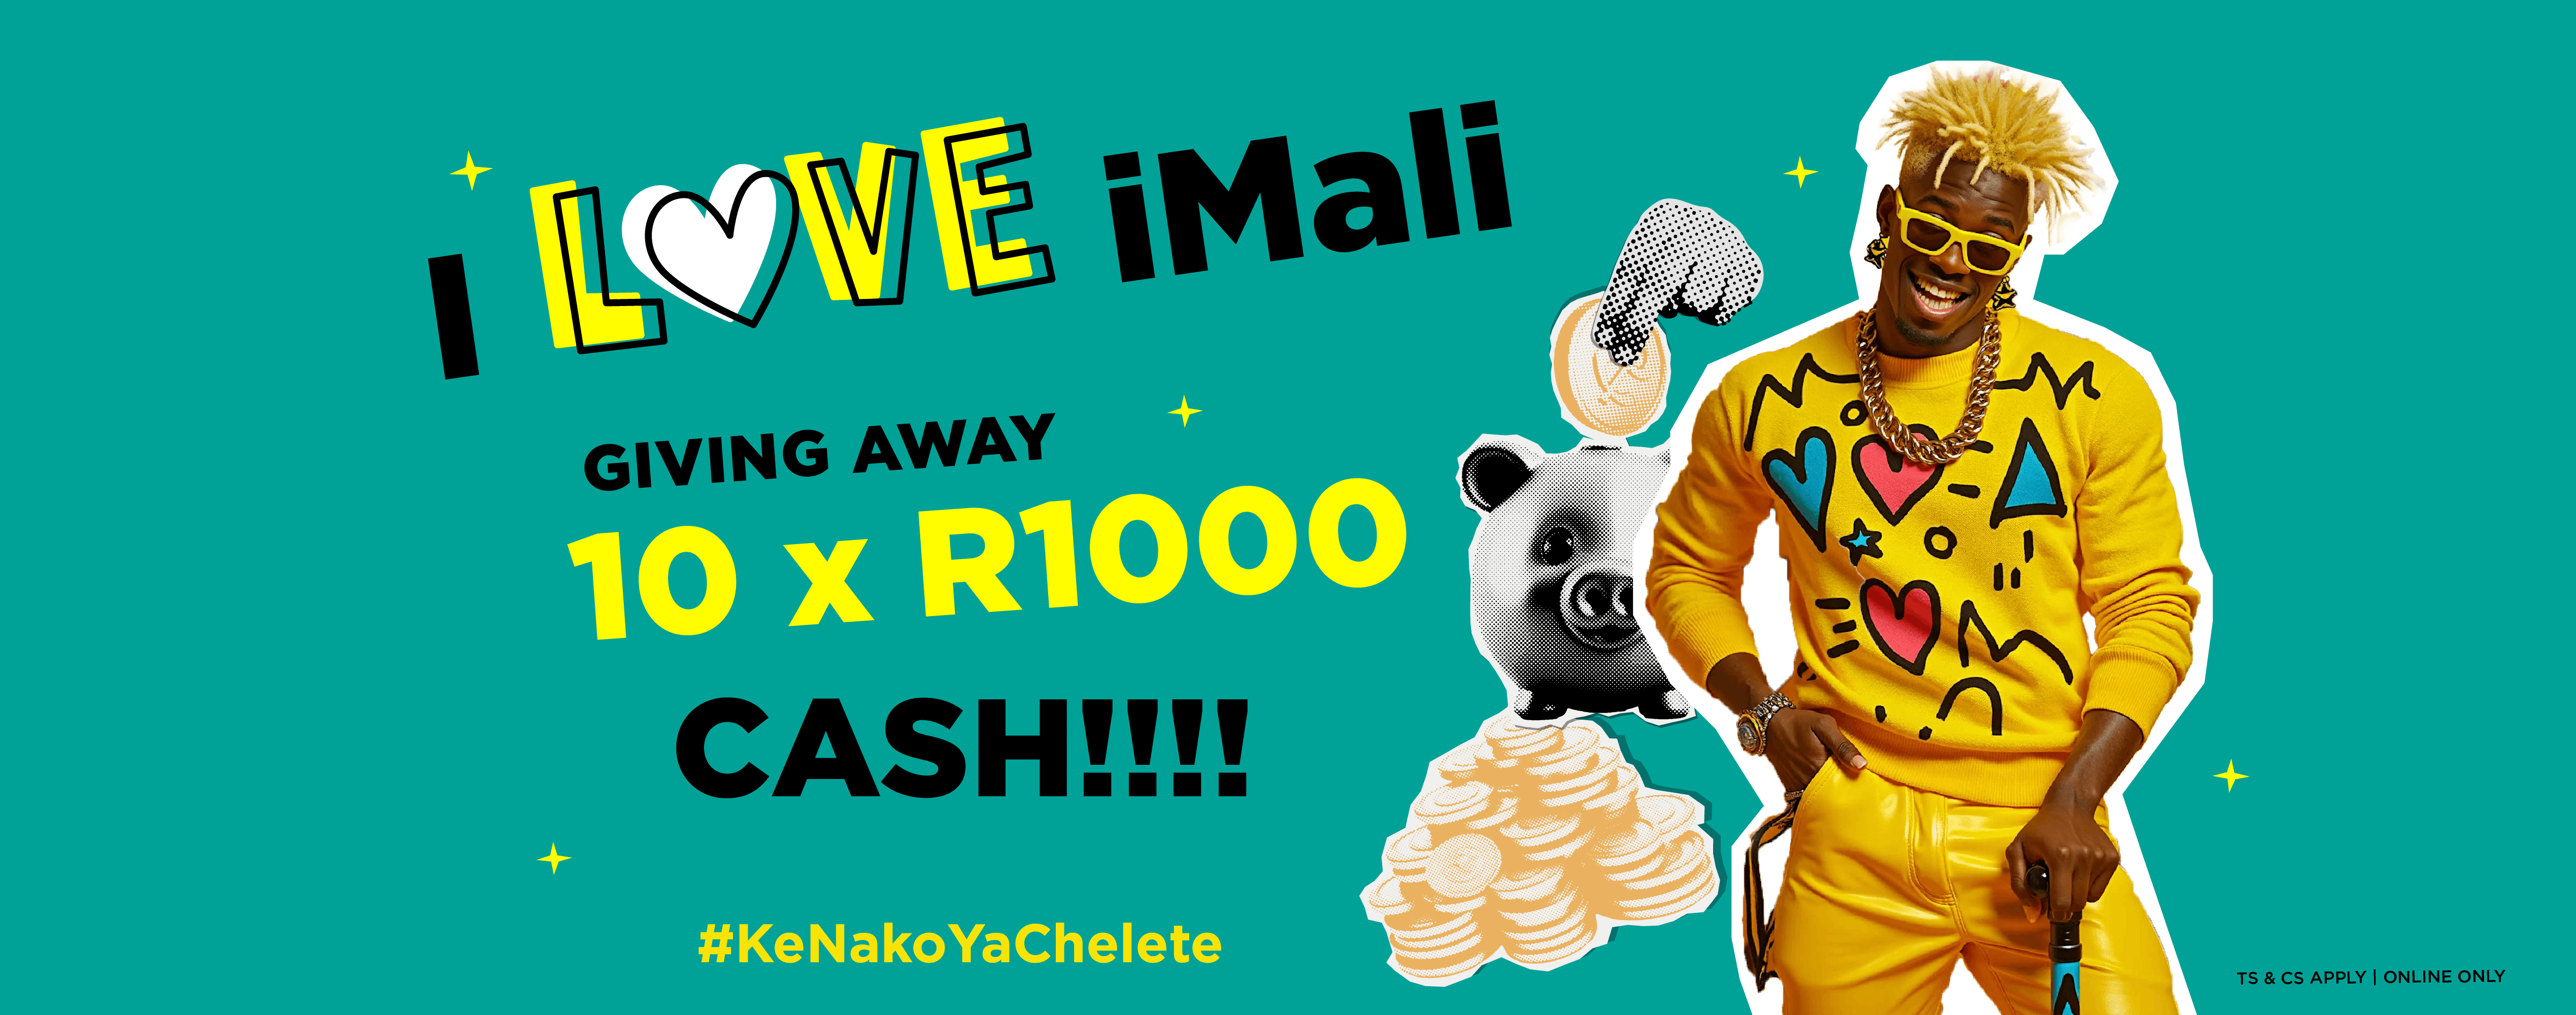 I LOVE iMali
GIVING AWAY
10 x R1000
CASH!!!!
#KeNakoYaChelete
TS & CS APPLY | ONLINE ONLY